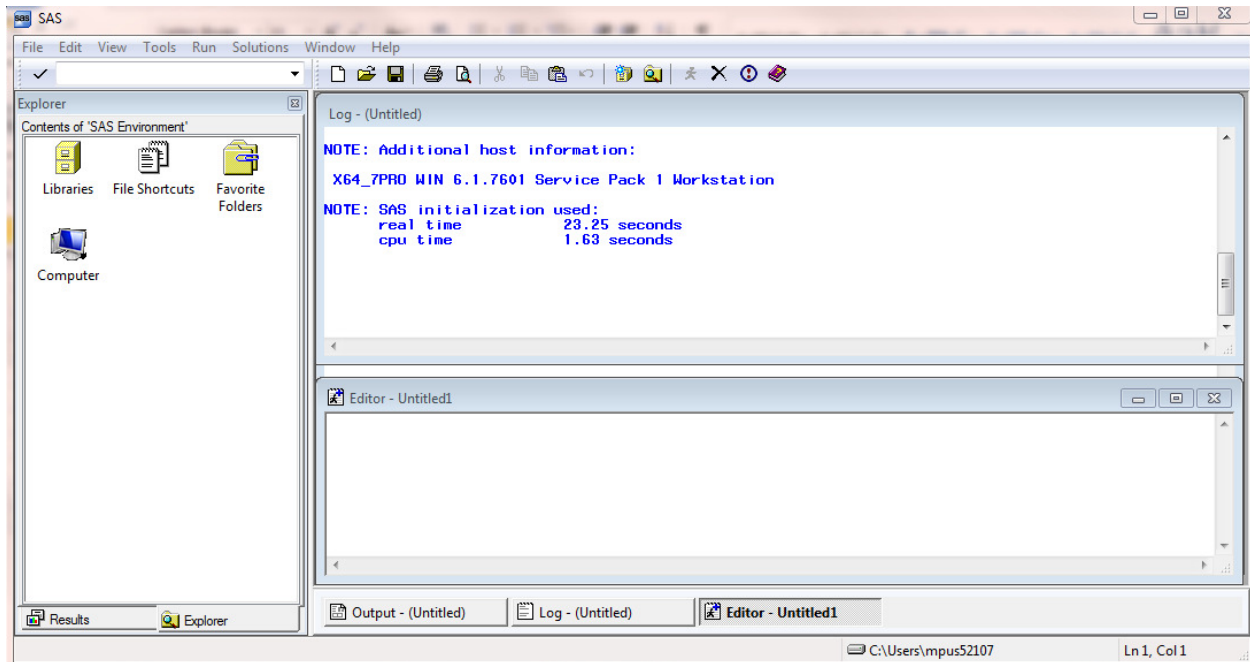 sas SAS
File Edit View Tools Run Solutions Window Help
Explorer
Contents of 'SAS Environment'
Libraries
File Shortcuts
Favorite Folders
Computer
Results
Explorer
Log - (Untitled)
NOTE: Additional host information:
X64_7PRO WIN 6.1.7601 Service Pack 1 Workstation
NOTE: SAS initialization used:
real time 23.25 seconds
cpu time 1.63 seconds
Editor - Untitled1
Output - (Untitled)
Log - (Untitled)
Editor - Untitled1
C:\Users\mpus52107
Ln 1, Col 1